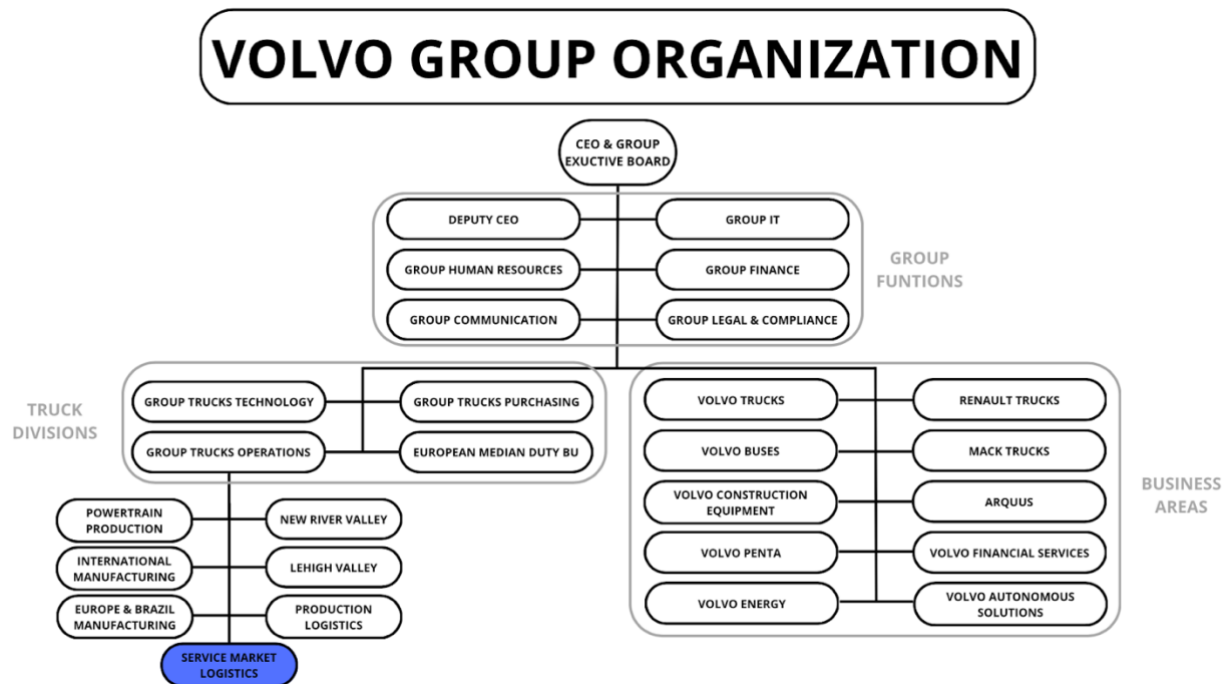 VOLVO GROUP ORGANIZATION
CEO & GROUP
EXUCTIVE BOARD
DEPUTY CEO
GROUP IT
GROUP HUMAN RESOURCES
GROUP FINANCE
GROUP COMMUNICATION
GROUP LEGAL & COMPLIANCE
GROUP
FUNTIONS
TRUCK
DIVISIONS
GROUP TRUCKS TECHNOLOGY
GROUP TRUCKS PURCHASING
GROUP TRUCKS OPERATIONS
EUROPEAN MEDIAN DUTY BU
POWERTRAIN
PRODUCTION
NEW RIVER VALLEY
INTERNATIONAL
MANUFACTURING
LEHIGH VALLEY
EUROPE & BRAZIL
MANUFACTURING
PRODUCTION
LOGISTICS
SERVICE MARKET
LOGISTICS
VOLVO TRUCKS
RENAULT TRUCKS
VOLVO BUSES
MACK TRUCKS
VOLVO CONSTRUCTION
EQUIPMENT
ARQUUS
VOLVO PENTA
VOLVO FINANCIAL SERVICES
VOLVO ENERGY
VOLVO AUTONOMOUS
SOLUTIONS
BUSINESS
AREAS